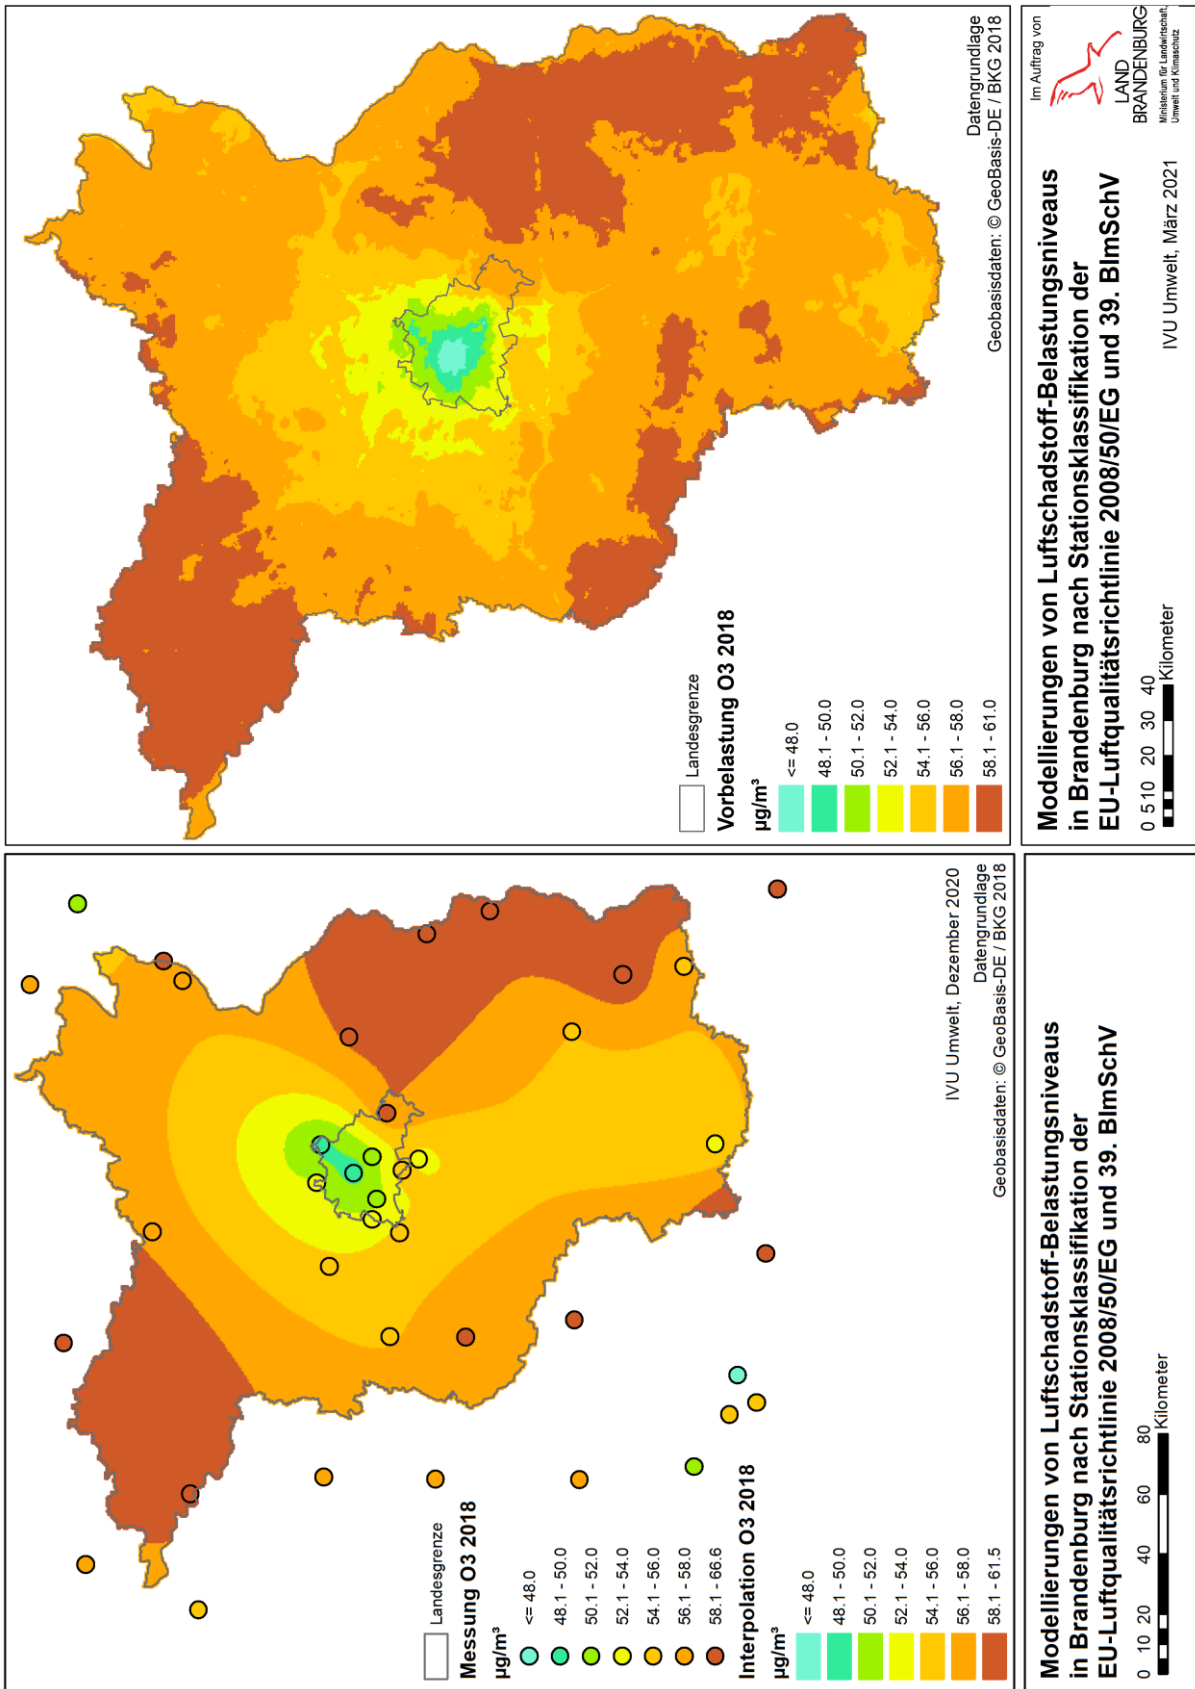 Landesgrenze
Messung O3 2018
µg/m³
<= 48.0
48.1 - 50.0
50.1 - 52.0
52.1 - 54.0
54.1 - 56.0
56.1 - 58.0
58.1 - 66.6
Interpolation O3 2018
<= 48.0
48.1 - 50.0
50.1 - 52.0
52.1 - 54.0
54.1 - 56.0
56.1 - 58.0
58.1 - 61.5
IVU Umwelt, Dezember 2020
Datengrundlage
Geobasisdaten: © GeoBasis-DE / BKG 2018
Modellierungen von Luftschadstoff-Belastungsniveaus
in Brandenburg nach Stationsklassifikation der
EU-Luftqualitätsrichtlinie 2008/50/EG und 39. BImSchV
0 10 20 40 60 80
Kilometer
Landesgrenze
Vorbelastung O3 2018
µg/m³
<= 48.0
48.1 - 50.0
50.1 - 52.0
52.1 - 54.0
54.1 - 56.0
56.1 - 58.0
58.1 - 61.0
Datengrundlage
Geobasisdaten: © GeoBasis-DE / BKG 2018
Modellierungen von Luftschadstoff-Belastungsniveaus
in Brandenburg nach Stationsklassifikation der
EU-Luftqualitätsrichtlinie 2008/50/EG und 39. BImSchV
0 5 10 20 30 40
Kilometer
IVU Umwelt, März 2021
Im Auftrag von
LAND
BRANDENBURG
Ministerium für Landwirtschaft,
Umwelt und Klimaschutz